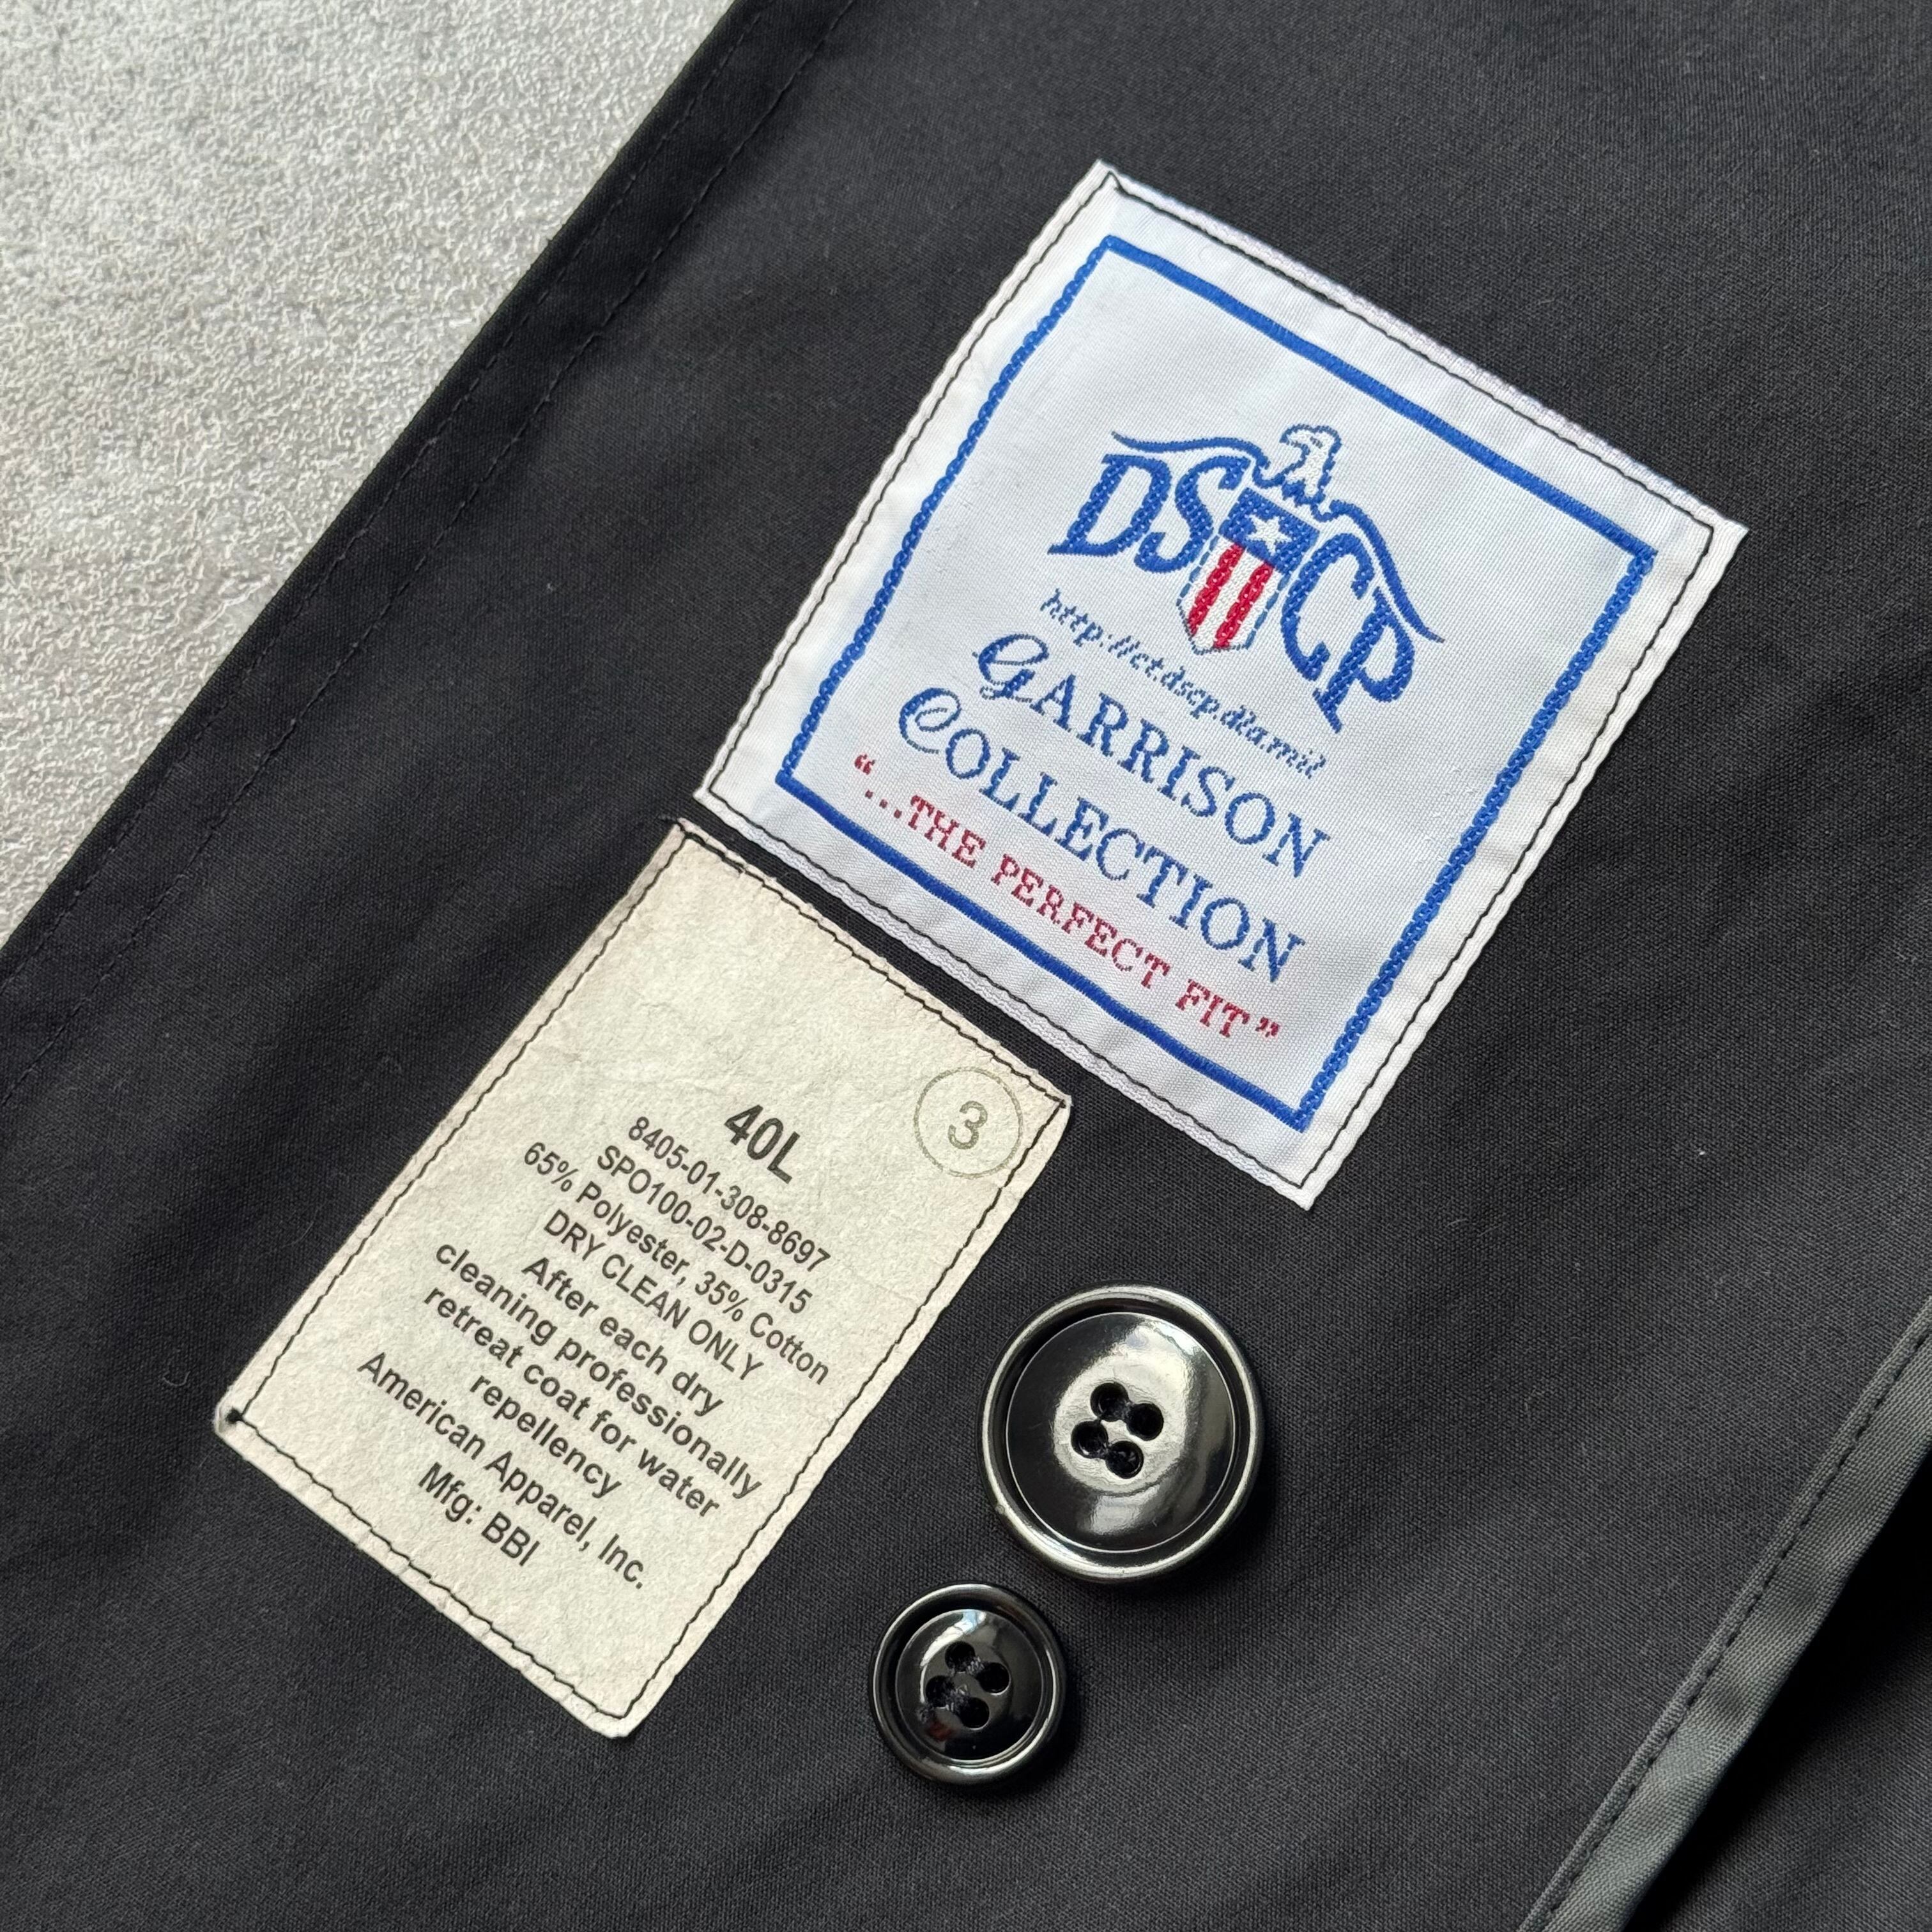 DSCP
http://ct.dscp.dla.mil
GARRISON
COLLECTION
"...THE PERFECT FIT"
3
40L
8405-01-308-8697
SPO100-02-D-0315
65% Polyester, 35% Cotton
DRY CLEAN ONLY
After each dry
cleaning professionally
retreat coat for water
repellency
American Apparel, Inc.
Mfg: BBI